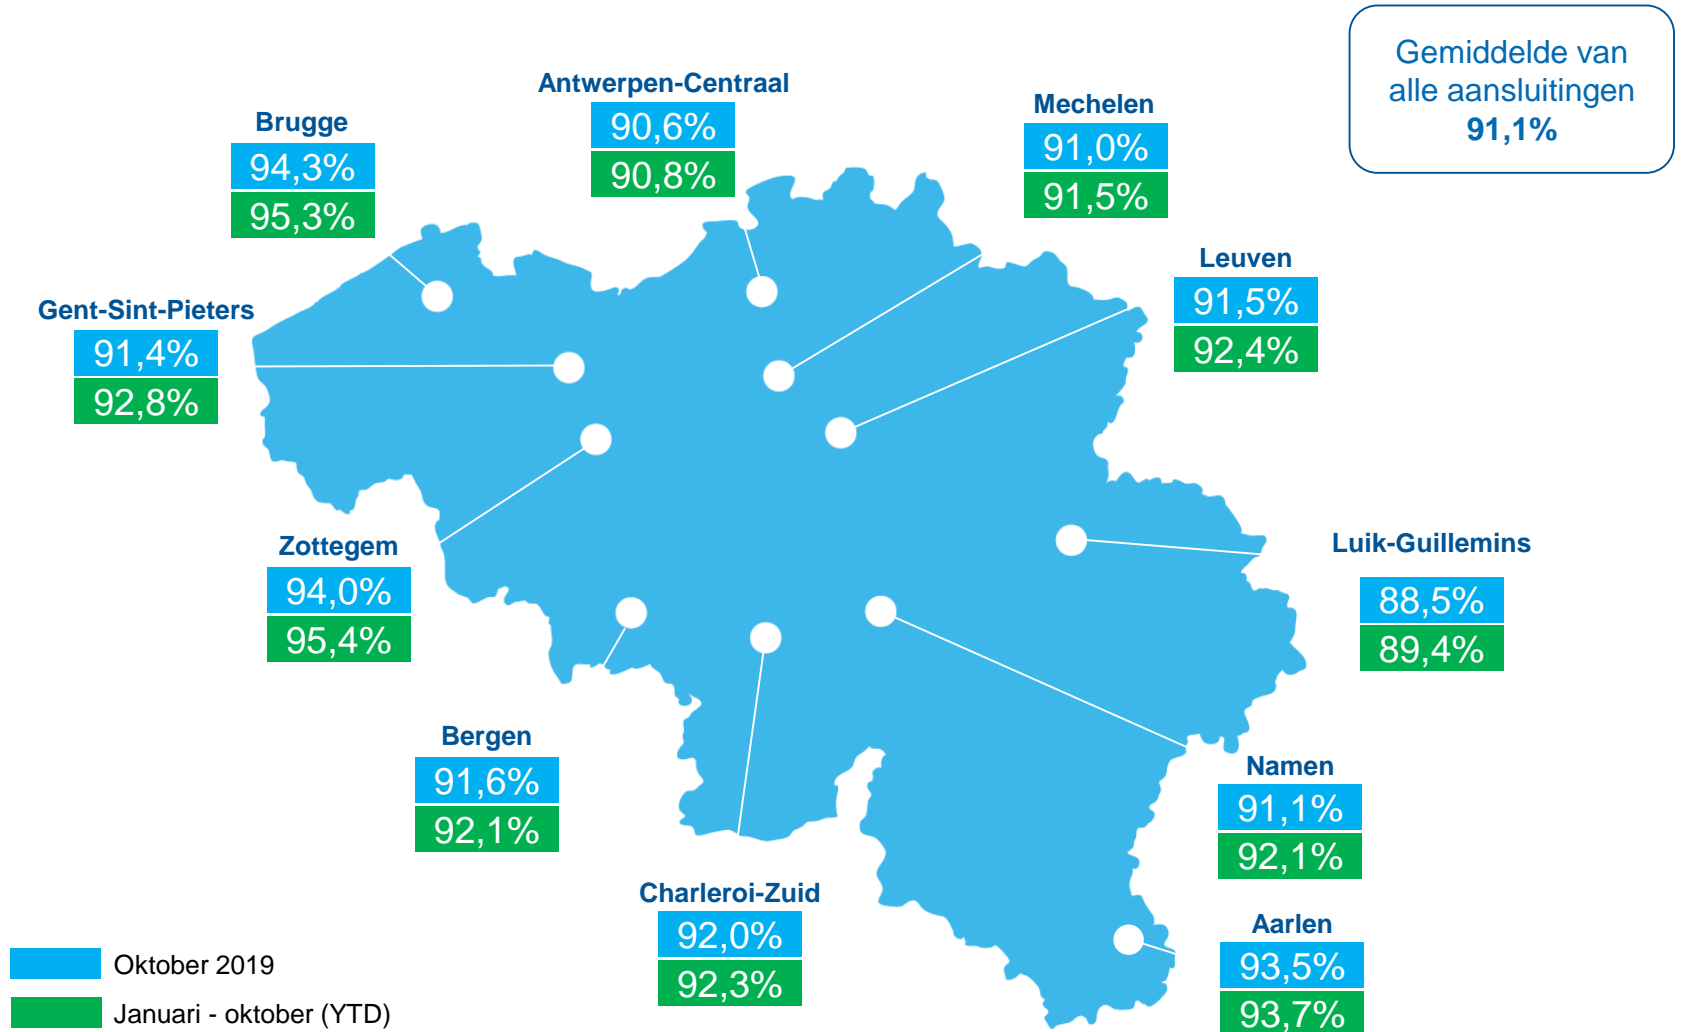 Gemiddelde van
alle aansluitingen
91,1%
Antwerpen-Centraal
90,6%
90,8%
Mechelen
91,0%
91,5%
Brugge
94,3%
95,3%
Leuven
91,5%
92,4%
Gent-Sint-Pieters
91,4%
92,8%
Zottegem
94,0%
95,4%
Luik-Guillemins
88,5%
89,4%
Bergen
91,6%
92,1%
Namen
91,1%
92,1%
Charleroi-Zuid
92,0%
92,3%
Aarlen
93,5%
93,7%
Oktober 2019
Januari - oktober (YTD)